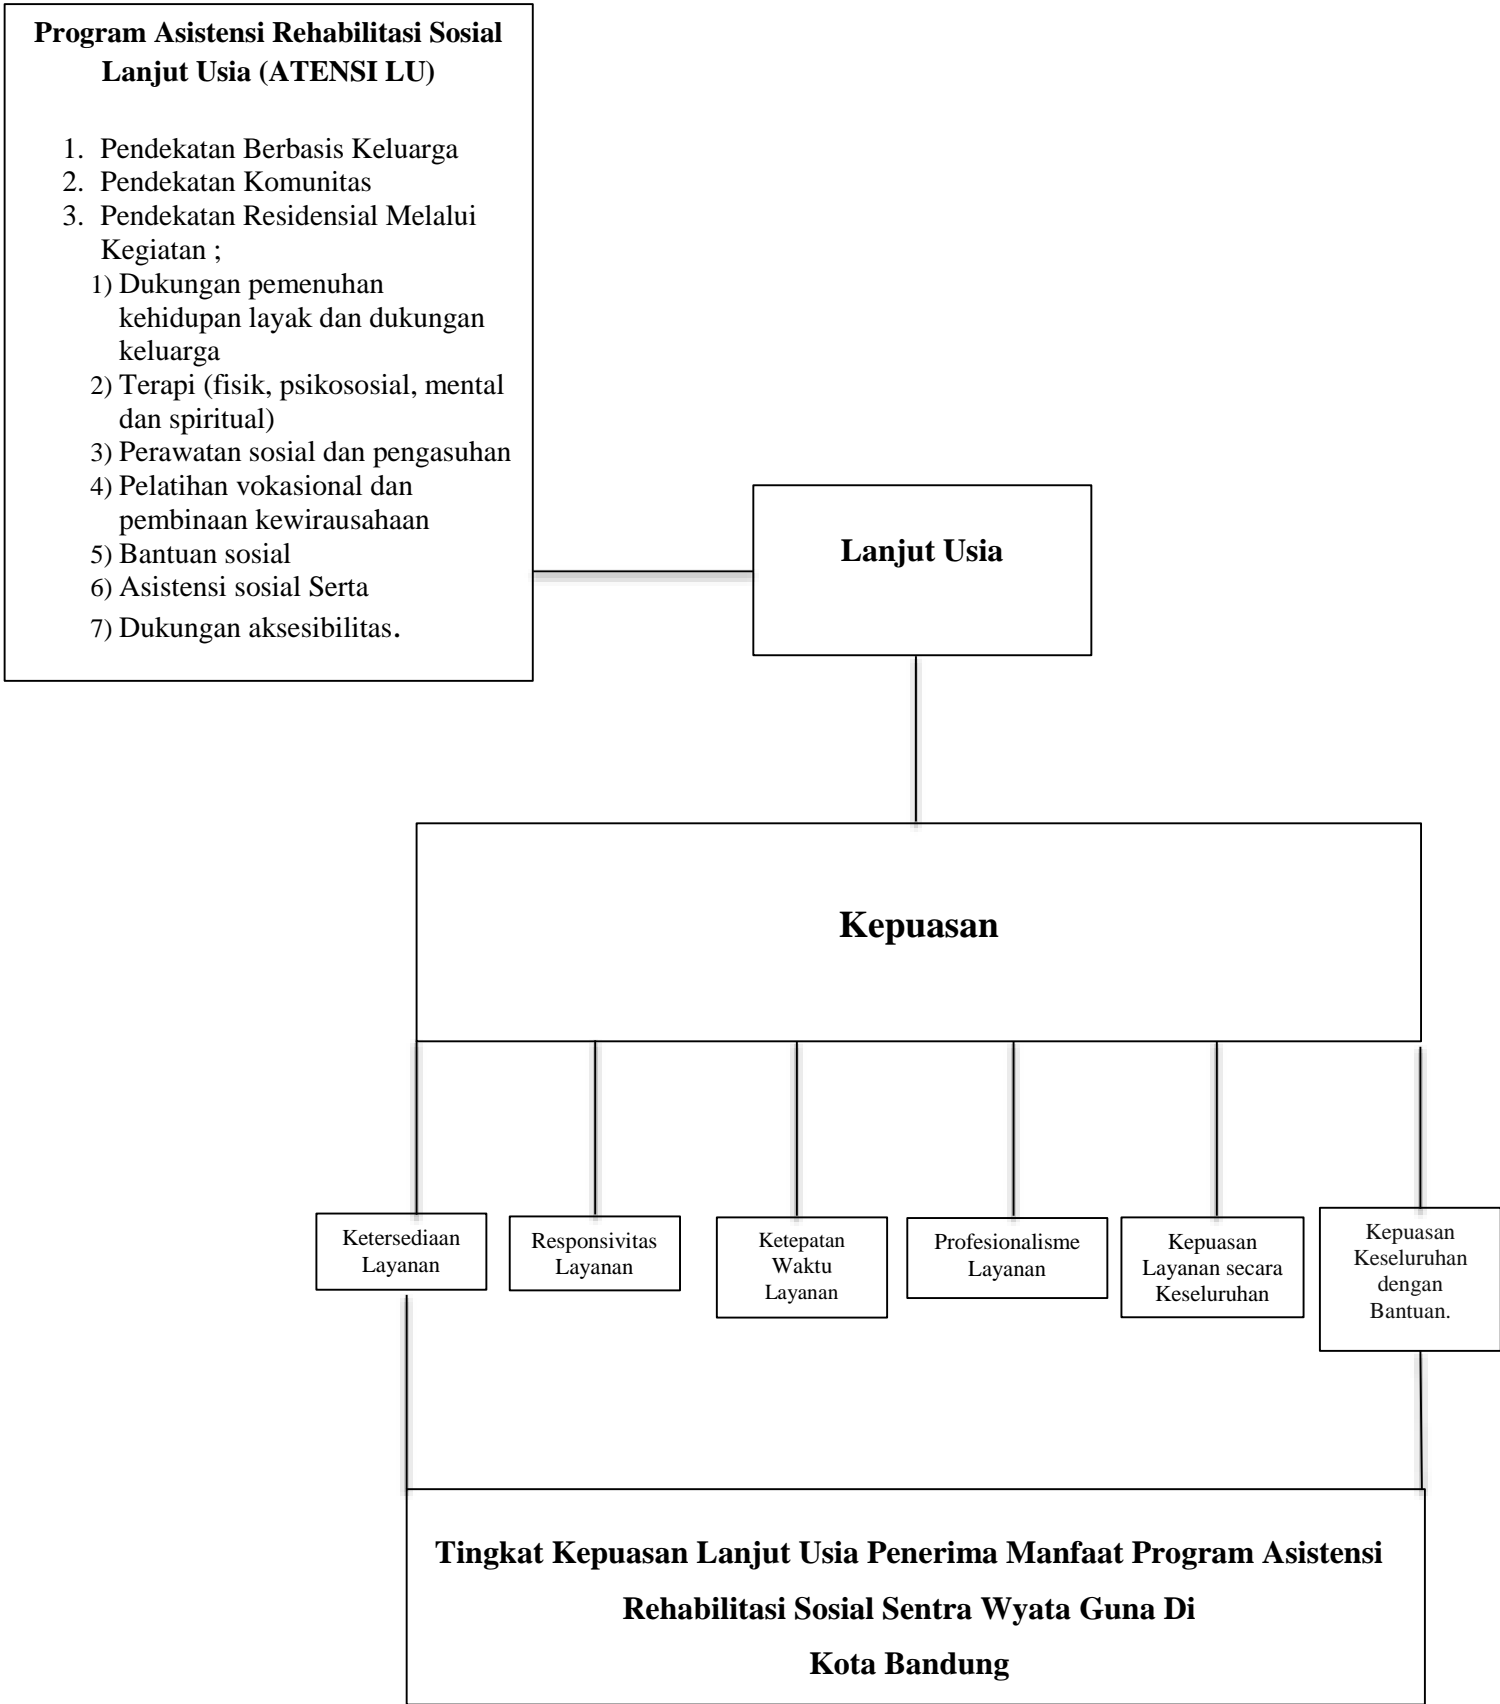 Program Asistensi Rehabilitasi Sosial
Lanjut Usia (ATENSI LU)
1. Pendekatan Berbasis Keluarga
2. Pendekatan Komunitas
3. Pendekatan Residensial Melalui
Kegiatan ;
1) Dukungan pemenuhan
kehidupan layak dan dukungan
keluarga
2) Terapi (fisik, psikososial, mental
dan spiritual)
3) Perawatan sosial dan pengasuhan
4) Pelatihan vokasional dan
pembinaan kewirausahaan
5) Bantuan sosial
6) Asistensi sosial Serta
7) Dukungan aksesibilitas.
Lanjut Usia
Kepuasan
Ketersediaan
Layanan
Responsivitas
Layanan
Ketepatan
Waktu
Layanan
Profesionalisme
Layanan
Kepuasan
Layanan secara
Keseluruhan
Kepuasan
Keseluruhan
dengan
Bantuan.
Tingkat Kepuasan Lanjut Usia Penerima Manfaat Program Asistensi
Rehabilitasi Sosial Sentra Wyata Guna Di
Kota Bandung